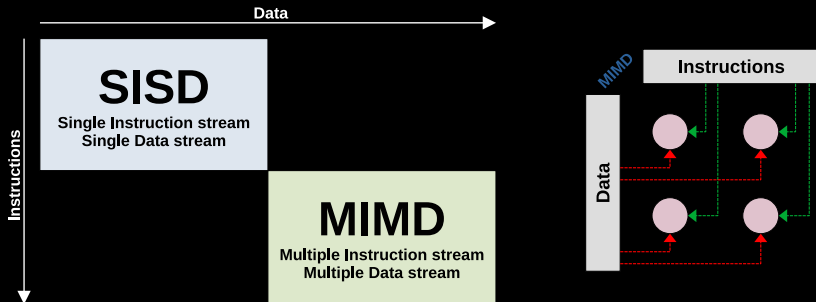 Data
Instructions
SISD
Single Instruction stream
Single Data stream
MIMD
Multiple Instruction stream
Multiple Data stream
MIMD
Instructions
Data